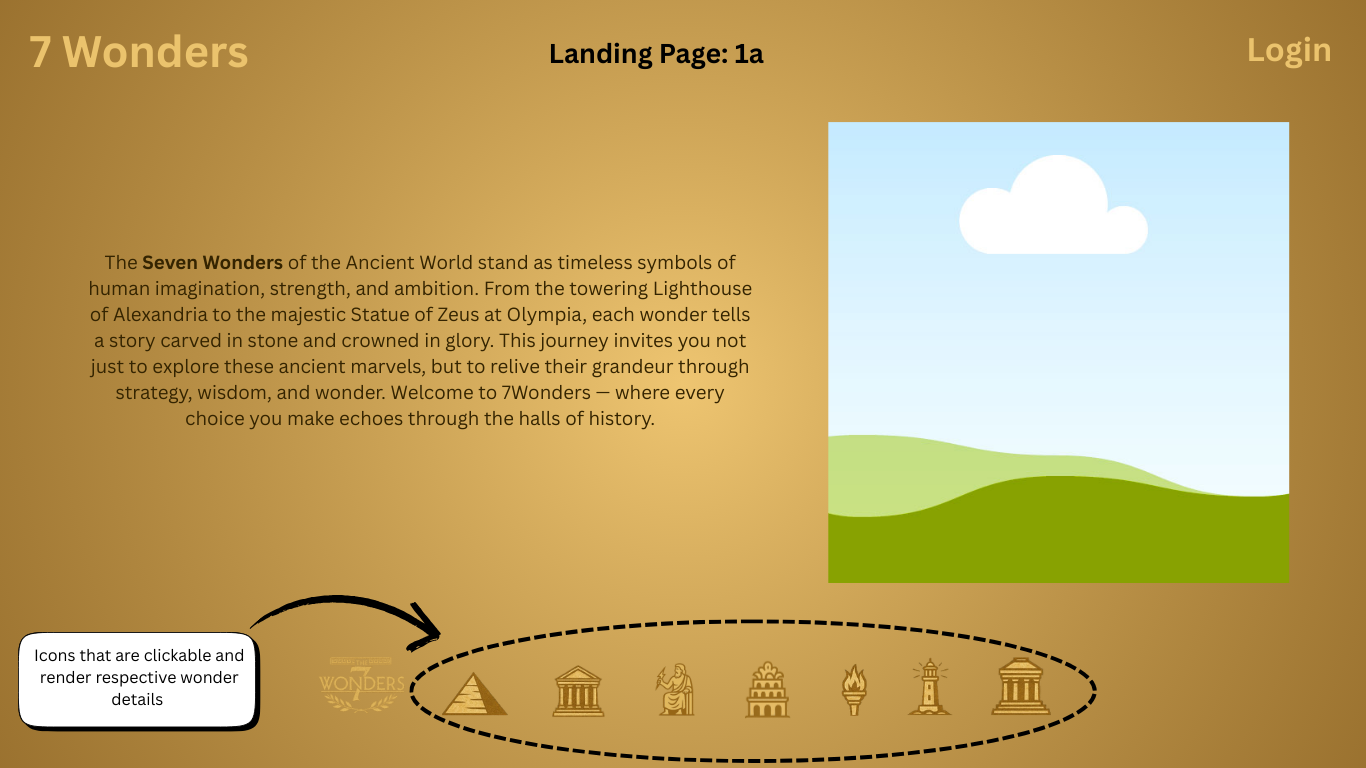 7 Wonders
Landing Page: 1a
Login
The Seven Wonders of the Ancient World stand as timeless symbols of
human imagination, strength, and ambition. From the towering Lighthouse
of Alexandria to the majestic Statue of Zeus at Olympia, each wonder tells
a story carved in stone and crowned in glory. This journey invites you not
just to explore these ancient marvels, but to relive their grandeur through
strategy, wisdom, and wonder. Welcome to 7Wonders — where every
choice you make echoes through the halls of history.
Icons that are clickable and
render respective wonder
details
7
WONDERS